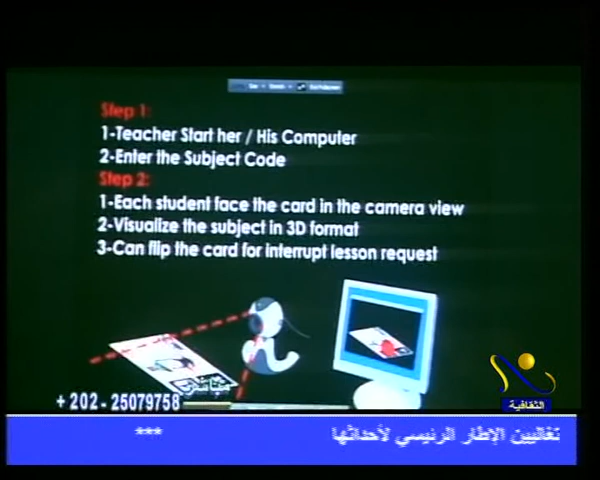 Step 1:
1-Teacher Start her / His Computer
2-Enter the Subject Code
Step 2:
1-Each student face the card in the camera view
2-Visualize the subject in 3D format
3-Can flip the card for interrupt lesson request
مباشر
+202-25079758
الثقافية
تغاليين الإطار الرئيسي لأحداثها
***